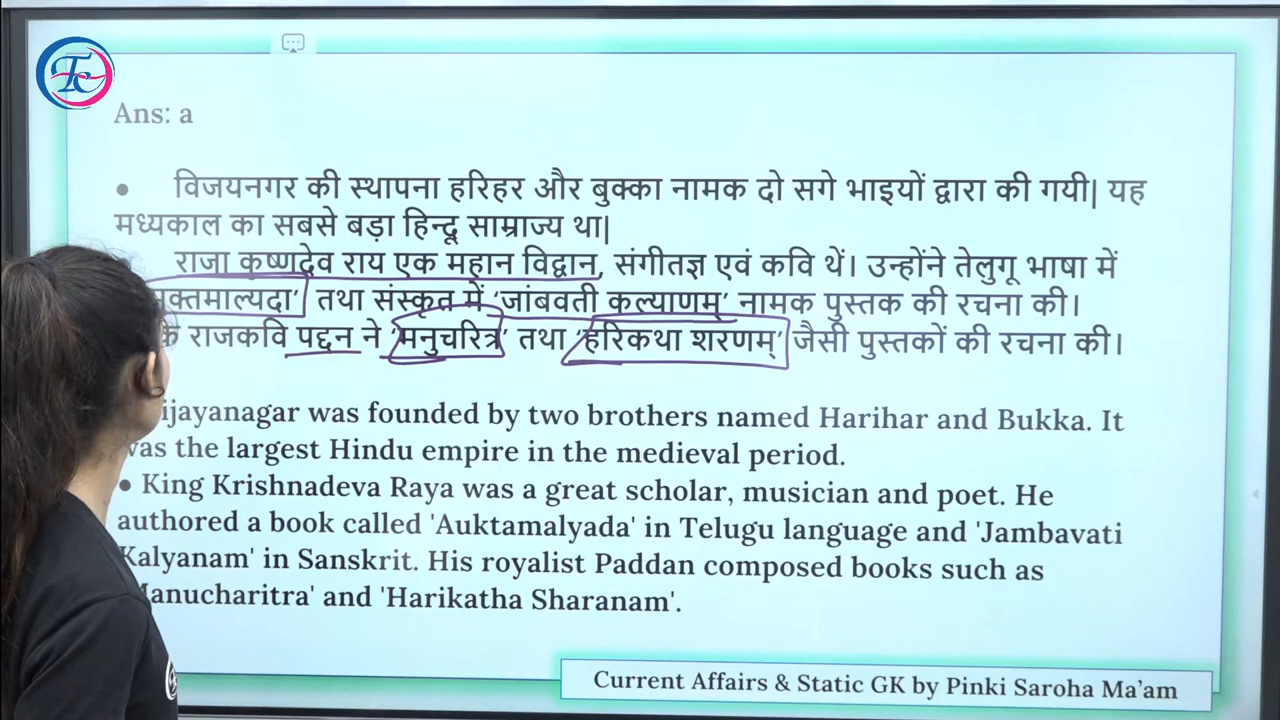 Tc
Ans: a
• विजयनगर की स्थापना हरिहर और बुक्का नामक दो सगे भाइयों द्वारा की गयी| यह
मध्यकाल का सबसे बड़ा हिन्दू साम्राज्य था|
राजा कृष्णदेव राय एक महान विद्वान, संगीतज्ञ एवं कवि थें। उन्होंने तेलुगू भाषा में
तथा संस्कृत में ‘जांबवती कल्याणम्’ नामक पुस्तक की रचना की।
राजकवि पद्दन ने ‘मनुचरित्र’ तथा ‘हरिकथा शरणम्’ जैसी पुस्तकों की रचना की।
ijayanagar was founded by two brothers named Harihar and Bukka. It
was the largest Hindu empire in the medieval period.
• King Krishnadeva Raya was a great scholar, musician and poet. He
authored a book called 'Auktamalyada' in Telugu language and 'Jambavati
Kalyanam' in Sanskrit. His royalist Paddan composed books such as
anucharitra' and 'Harikatha Sharanam'.
Current Affairs & Static GK by Pinki Saroha Ma’am